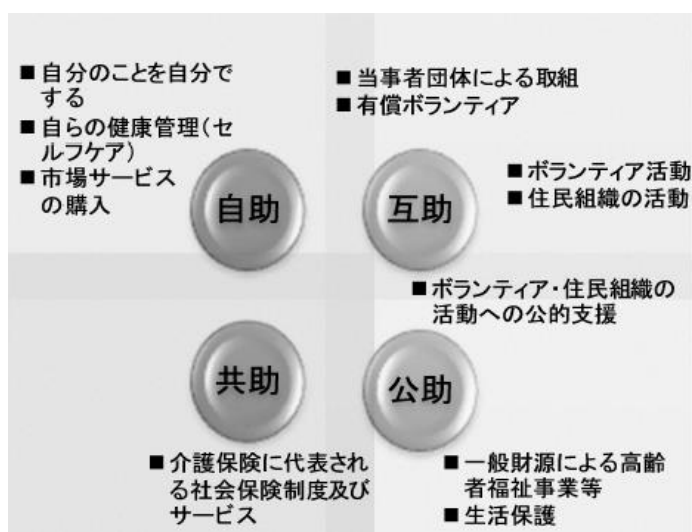 ■自分のことを自分で
する
■自らの健康管理(セ
ルフケア)
■市場サービス
の購入
自助
■当事者団体による取組
■有償ボランティア
■ボランティア活動
■住民組織の活動
互助
■ボランティア・住民組織の
活動への公的支援
共助
■介護保険に代表され
る社会保険制度及び
サービス
公助
■一般財源による高齢
者福祉事業等
■生活保護